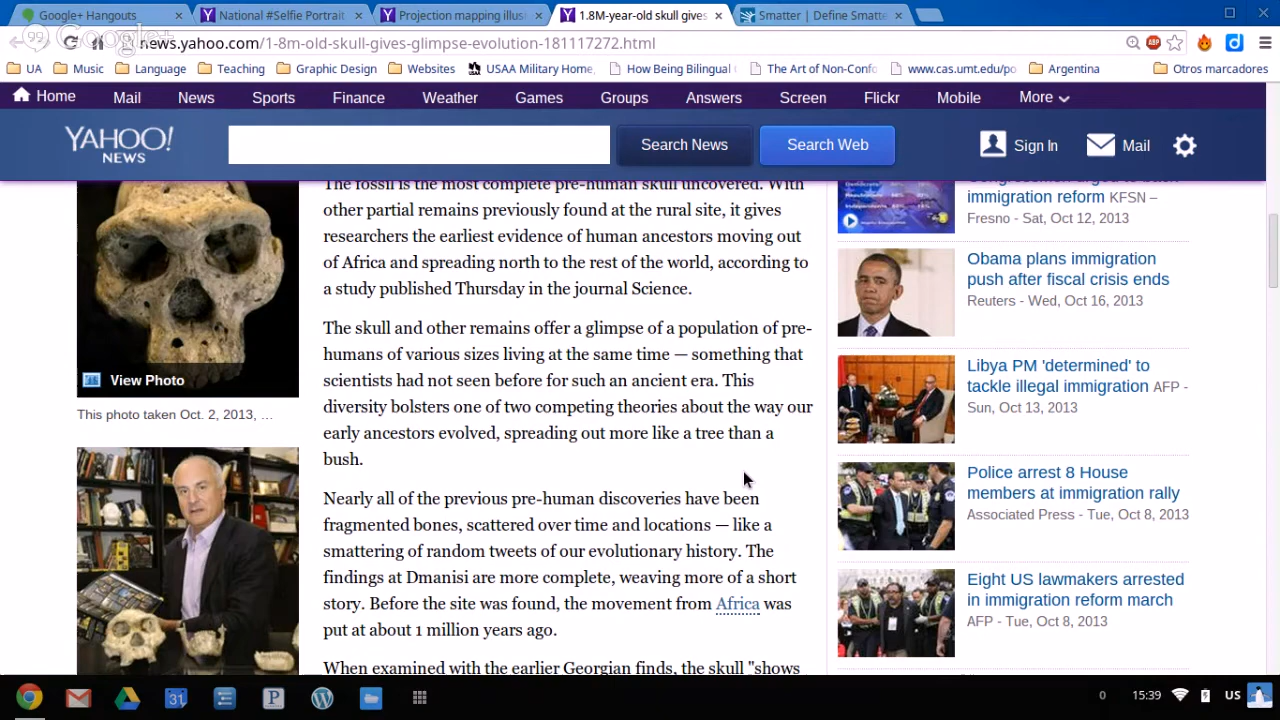 Google+ Hangouts
National #Selfie Portrait
Projection mapping illus
1.8M-year-old skull gives
Smatter | Define Smatte
Google+
news.yahoo.com/1-8m-old-skull-gives-glimpse-evolution-181117272.html
UA Music Language Teaching Graphic Design Websites USAA Military Home, How Being Bilingual The Art of Non-Confo www.cas.umt.edu/po Argentina Otros marcadores
Home Mail News Sports Finance Weather Games Groups Answers Screen Flickr Mobile More
YAHOO!
NEWS
Search News
Search Web
Sign In
Mail
View Photo
This photo taken Oct. 2, 2013, ...
The fossil is the most complete pre-human skull uncovered. With
other partial remains previously found at the rural site, it gives
researchers the earliest evidence of human ancestors moving out
of Africa and spreading north to the rest of the world, according to
a study published Thursday in the journal Science.
The skull and other remains offer a glimpse of a population of pre-
humans of various sizes living at the same time — something that
scientists had not seen before for such an ancient era. This
diversity bolsters one of two competing theories about the way our
early ancestors evolved, spreading out more like a tree than a
bush.
Nearly all of the previous pre-human discoveries have been
fragmented bones, scattered over time and locations — like a
smattering of random tweets of our evolutionary history. The
findings at Dmanisi are more complete, weaving more of a short
story. Before the site was found, the movement from Africa was
put at about 1 million years ago.
When examined with the earlier Georgian finds, the skull "shows
immigration reform KFSN –
Fresno - Sat, Oct 12, 2013
Obama plans immigration
push after fiscal crisis ends
Reuters - Wed, Oct 16, 2013
Libya PM 'determined' to
tackle illegal immigration AFP -
Sun, Oct 13, 2013
Police arrest 8 House
members at immigration rally
Associated Press - Tue, Oct 8, 2013
Eight US lawmakers arrested
in immigration reform march
AFP - Tue, Oct 8, 2013
0 15:39 US